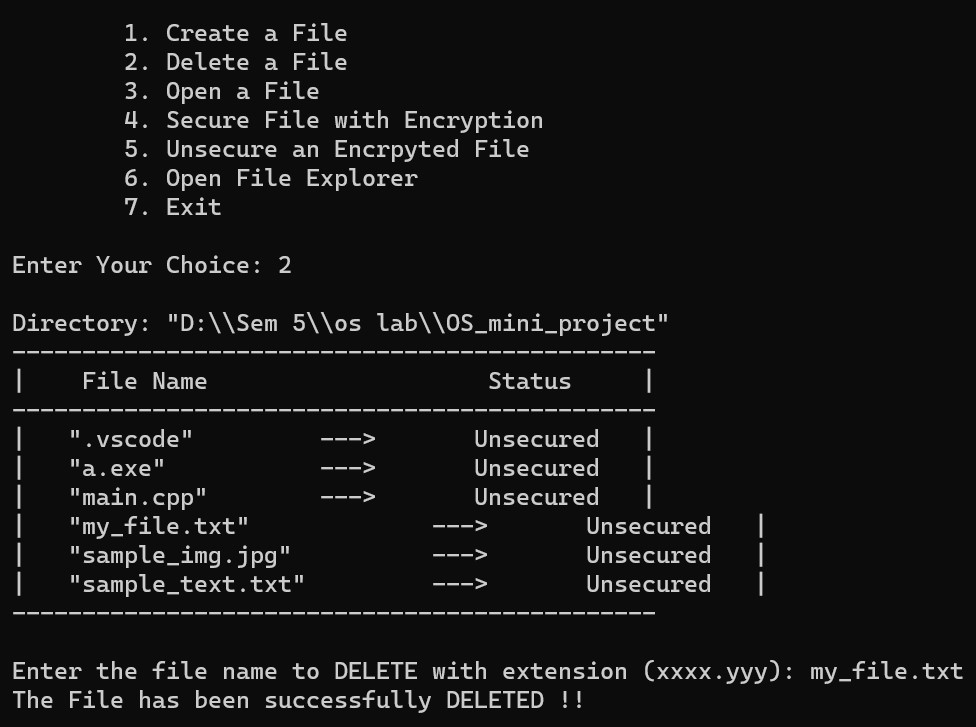 1. Create a File
2. Delete a File
3. Open a File
4. Secure File with Encryption
5. Unsecure an Encrpyted File
6. Open File Explorer
7. Exit
Enter Your Choice: 2
Directory: "D:\\Sem 5\\os lab\\OS_mini_project"
----------------------------------------------
|    File Name                    Status     |
----------------------------------------------
|   ".vscode"         --->       Unsecured   |
|   "a.exe"           --->       Unsecured   |
|   "main.cpp"        --->       Unsecured   |
|   "my_file.txt"             --->       Unsecured   |
|   "sample_img.jpg"          --->       Unsecured   |
|   "sample_text.txt"         --->       Unsecured   |
----------------------------------------------
Enter the file name to DELETE with extension (xxxx.yyy): my_file.txt
The File has been successfully DELETED !!